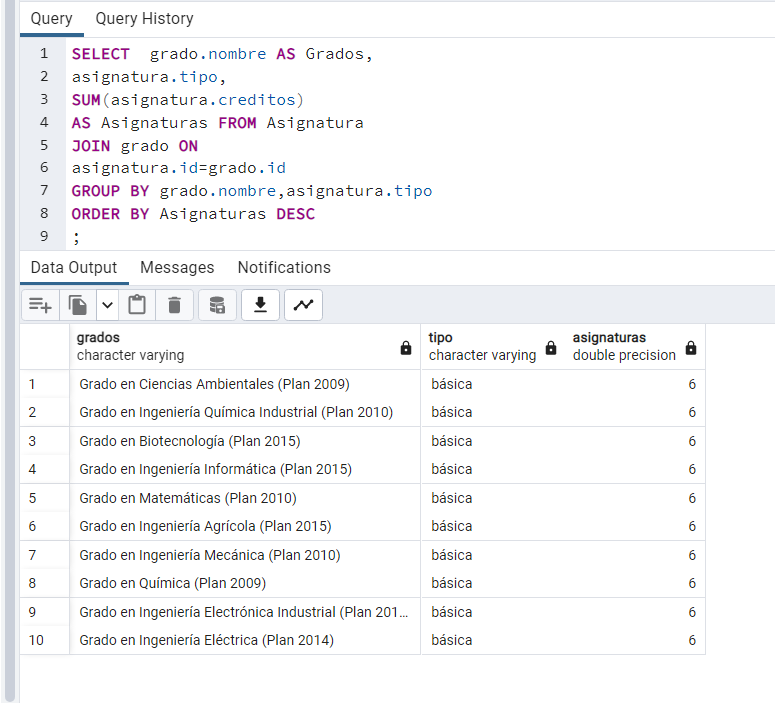 Query Query History
1 SELECT grado.nombre AS Grados,
2 asignatura.tipo,
3 SUM(asignatura.creditos)
4 AS Asignaturas FROM Asignatura
5 JOIN grado ON
6 asignatura.id=grado.id
7 GROUP BY grado.nombre,asignatura.tipo
8 ORDER BY Asignaturas DESC
9 ;
Data Output Messages Notifications
grados tipo asignaturas
character varying character varying double precision
1 Grado en Ciencias Ambientales (Plan 2009) básica 6
2 Grado en Ingeniería Química Industrial (Plan 2010) básica 6
3 Grado en Biotecnología (Plan 2015) básica 6
4 Grado en Ingeniería Informática (Plan 2015) básica 6
5 Grado en Matemáticas (Plan 2010) básica 6
6 Grado en Ingeniería Agrícola (Plan 2015) básica 6
7 Grado en Ingeniería Mecánica (Plan 2010) básica 6
8 Grado en Química (Plan 2009) básica 6
9 Grado en Ingeniería Electrónica Industrial (Plan 201... básica 6
10 Grado en Ingeniería Eléctrica (Plan 2014) básica 6